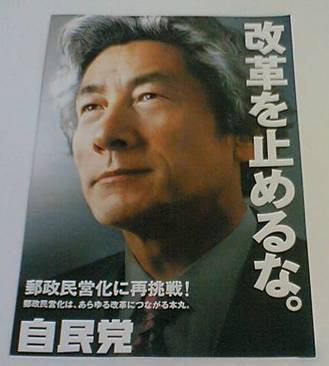 改革を止めるな。
郵政民営化に再挑戦！
郵政民営化は、あらゆる改革につながる本丸。
自民党